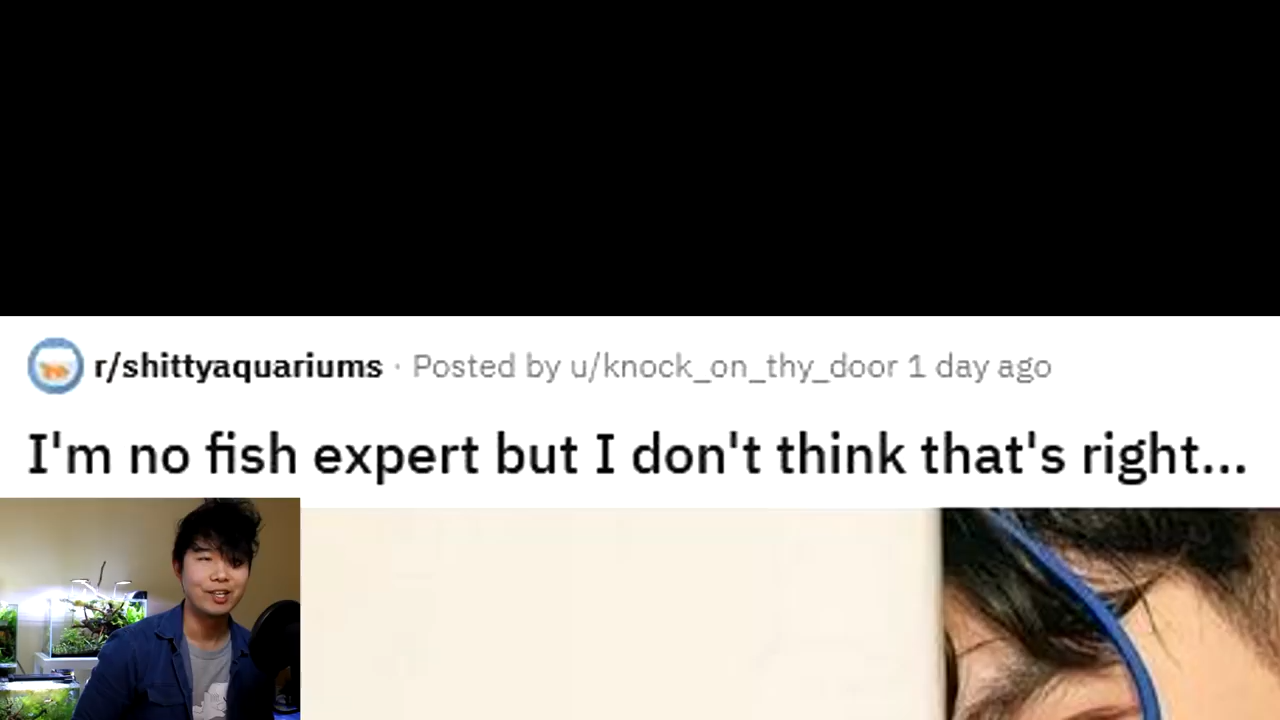 r/shittyaquariums · Posted by u/knock_on_thy_door 1 day ago
I'm no fish expert but I don't think that's right...